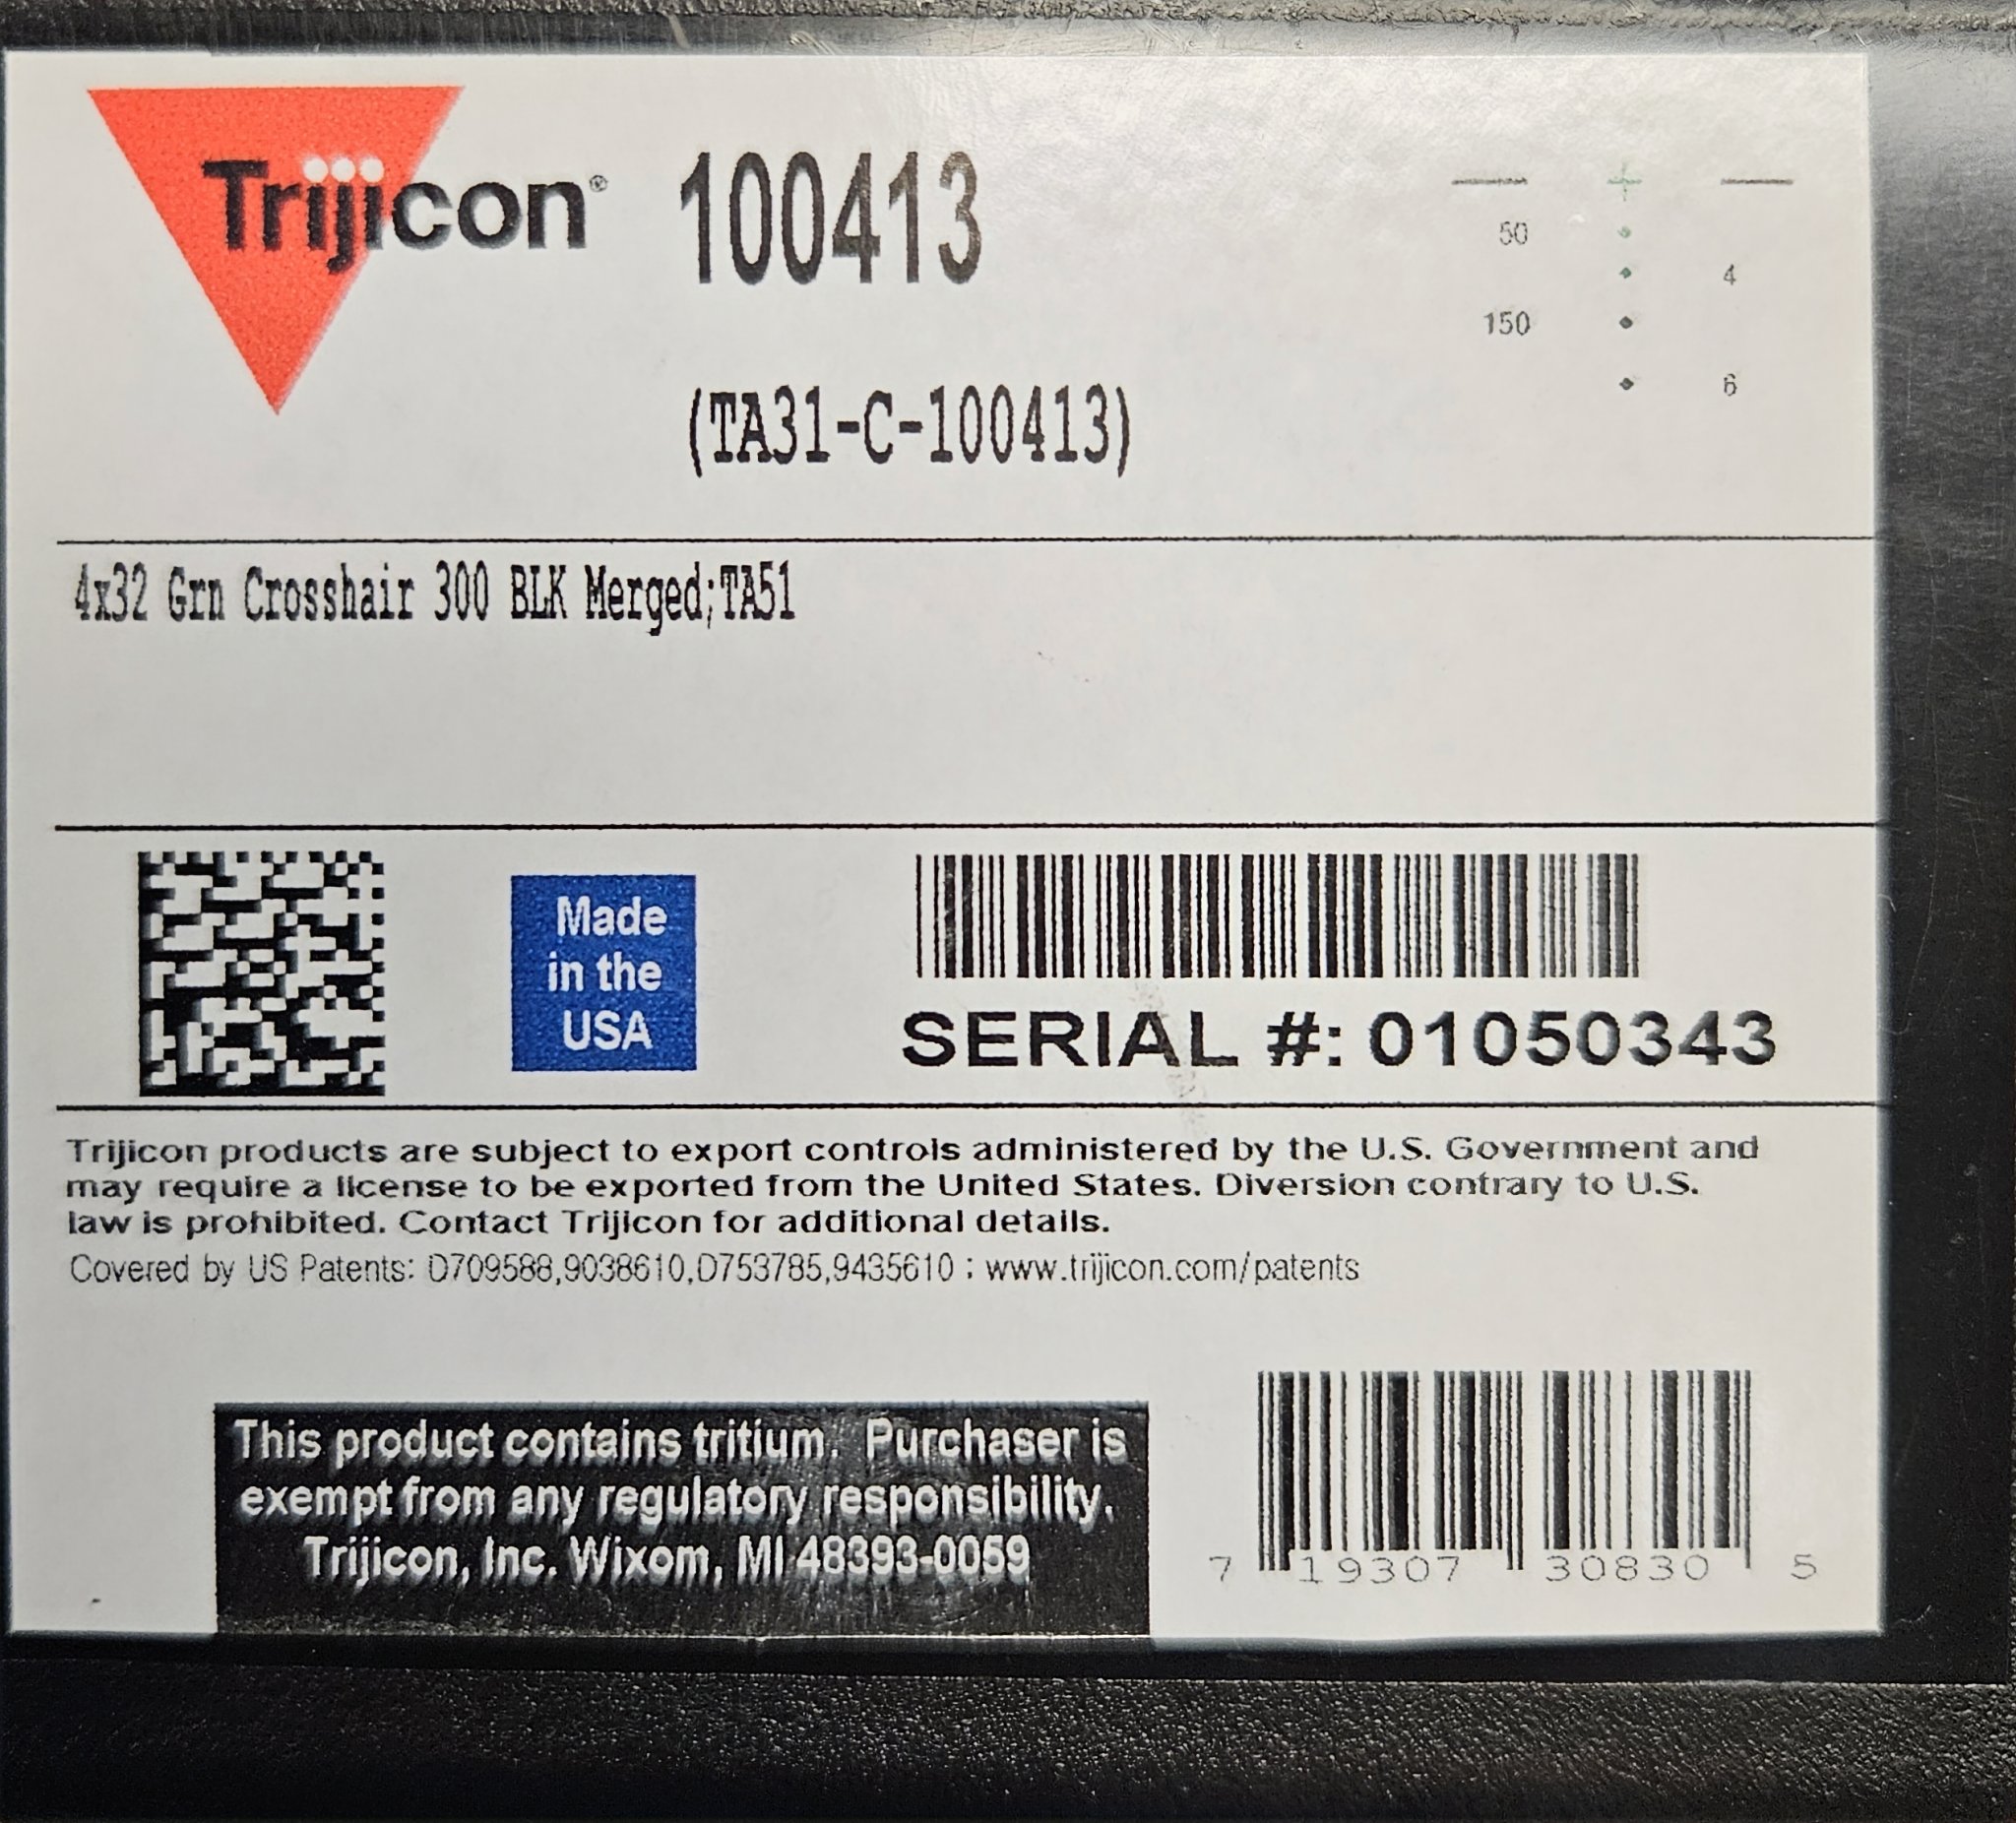 Trijicon® 100413
50
4
150
6
(TA31-C-100413)
4x32 Grn Crosshair 300 BLK Merged;TA51
Made
in the
USA
SERIAL #: 01050343
Trijicon products are subject to export controls administered by the U.S. Government and
may require a license to be exported from the United States. Diversion contrary to U.S.
law is prohibited. Contact Trijicon for additional details.
Covered by US Patents: D709588,9038610,D753785,9435610 ; www.trijicon.com/patents
This product contains tritium. Purchaser is
exempt from any regulatory responsibility.
Trijicon, Inc. Wixom, MI 48393-0059
7 19307 30830 5